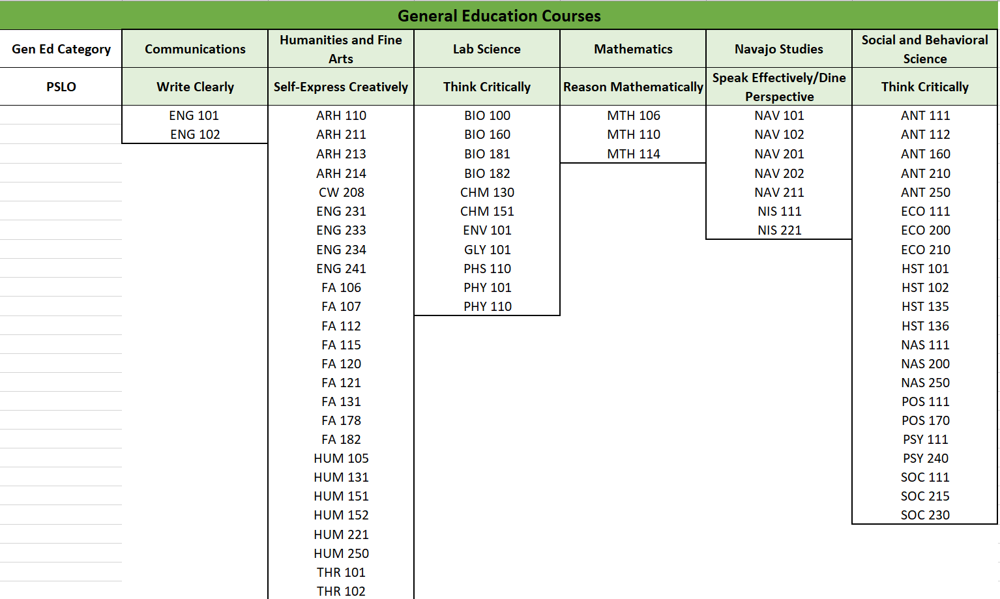 General Education Courses
Gen Ed Category Communications Humanities and Fine Arts Lab Science Mathematics Navajo Studies Social and Behavioral Science
PSLO Write Clearly Self-Express Creatively Think Critically Reason Mathematically Speak Effectively/Dine Perspective Think Critically
ENG 101 ARH 110 BIO 100 MTH 106 NAV 101 ANT 111
ENG 102 ARH 211 BIO 160 MTH 110 NAV 102 ANT 112
ARH 213 BIO 181 MTH 114 NAV 201 ANT 160
ARH 214 BIO 182 NAV 202 ANT 210
CW 208 CHM 130 NAV 211 ANT 250
ENG 231 CHM 151 NIS 111 ECO 111
ENG 233 ENV 101 NIS 221 ECO 200
ENG 234 GLY 101 ECO 210
ENG 241 PHS 110 HST 101
FA 106 PHY 101 HST 102
FA 107 PHY 110 HST 135
FA 112 HST 136
FA 115 NAS 111
FA 120 NAS 200
FA 121 NAS 250
FA 131 POS 111
FA 178 POS 170
FA 182 PSY 111
HUM 105 PSY 240
HUM 131 SOC 111
HUM 151 SOC 215
HUM 152 SOC 230
HUM 221
HUM 250
THR 101
THR 102